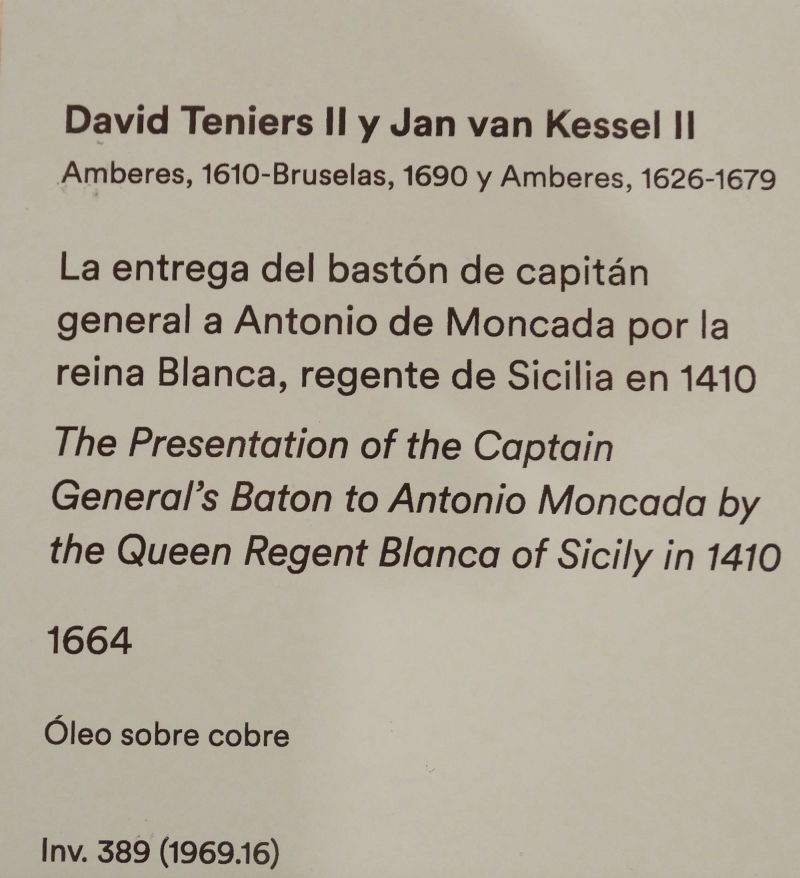 David Teniers II y Jan van Kessel II
Amberes, 1610-Bruselas, 1690 y Amberes, 1626-1679
La entrega del bastón de capitán
general a Antonio de Moncada por la
reina Blanca, regente de Sicilia en 1410
The Presentation of the Captain
General's Baton to Antonio Moncada by
the Queen Regent Blanca of Sicily in 1410
1664
Óleo sobre cobre
Inv. 389 (1969.16)